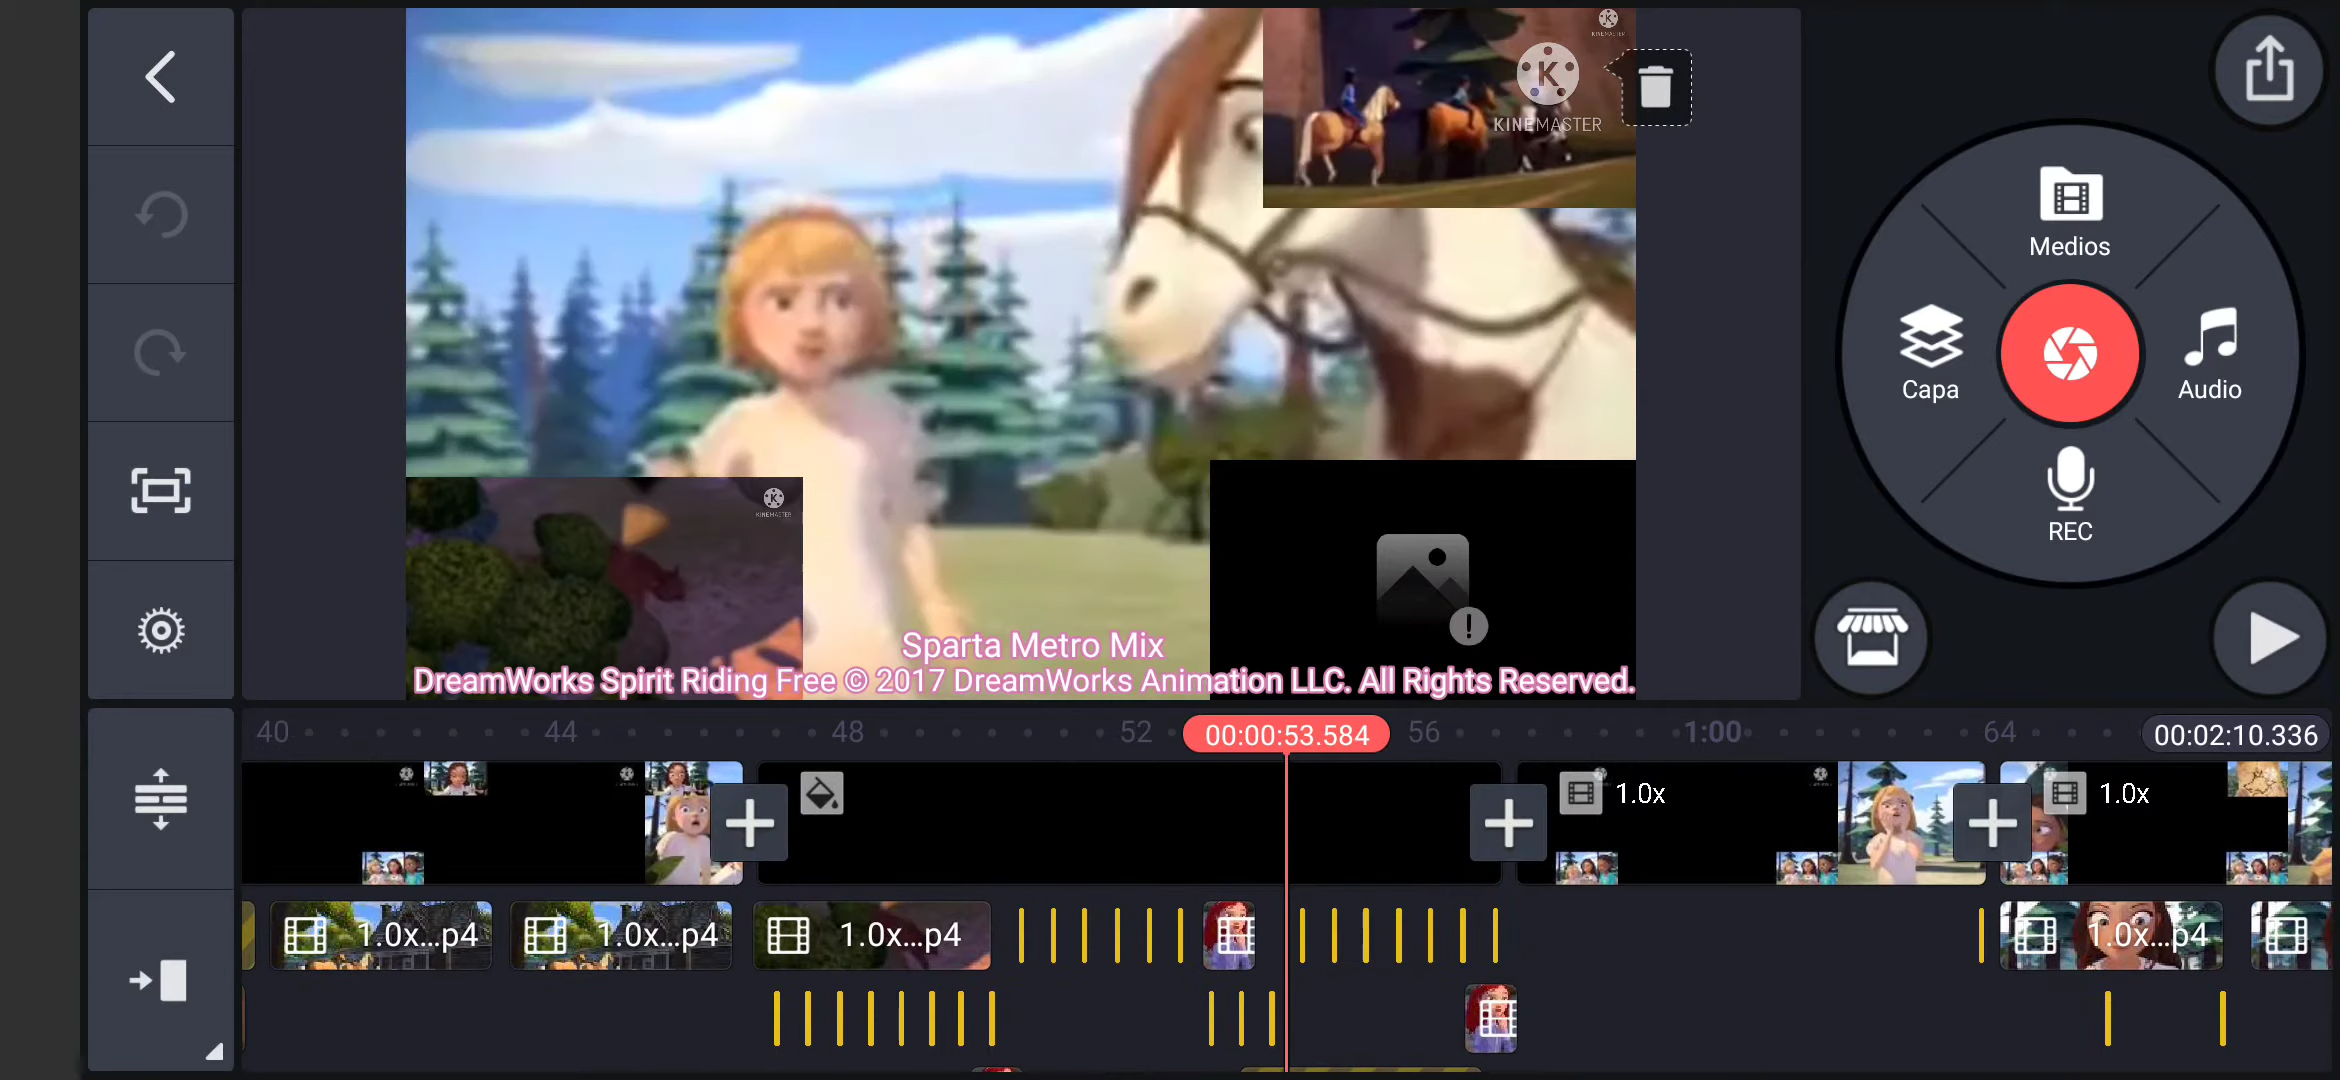 KINEMASTER
KINEMASTER
KINEMASTER
Sparta Metro Mix
DreamWorks Spirit Riding Free © 2017 DreamWorks Animation LLC. All Rights Reserved.
Medios
Capa
Audio
REC
40
44
48
52
00:00:53.584
56
1:00
64
00:02:10.336
1.0x
1.0x
1.0x...p4
1.0x...p4
1.0x...p4
1.0x...p4